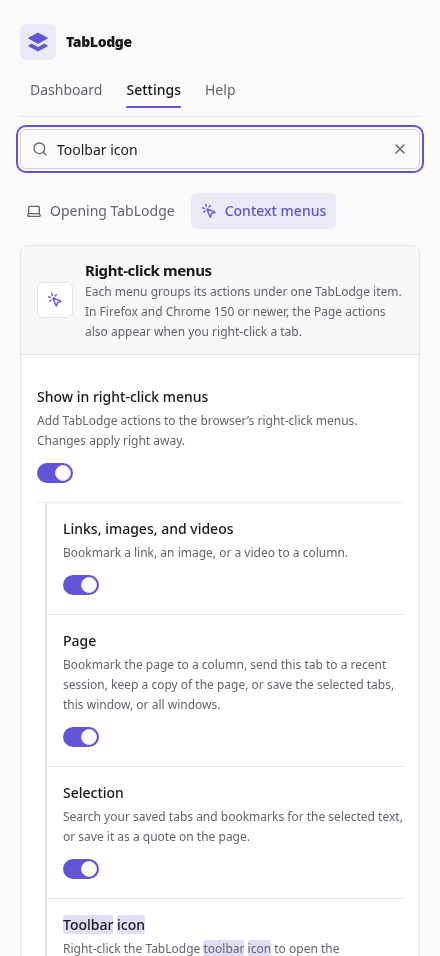 TabLodge
Dashboard Settings Help
Toolbar icon
Opening TabLodge Context menus
Right-click menus
Each menu groups its actions under one TabLodge item.
In Firefox and Chrome 150 or newer, the Page actions
also appear when you right-click a tab.
Show in right-click menus
Add TabLodge actions to the browser’s right-click menus.
Changes apply right away.
Links, images, and videos
Bookmark a link, an image, or a video to a column.
Page
Bookmark the page to a column, send this tab to a recent
session, keep a copy of the page, or save the selected tabs,
this window, or all windows.
Selection
Search your saved tabs and bookmarks for the selected text,
or save it as a quote on the page.
Toolbar icon
Right-click the TabLodge toolbar icon to open the